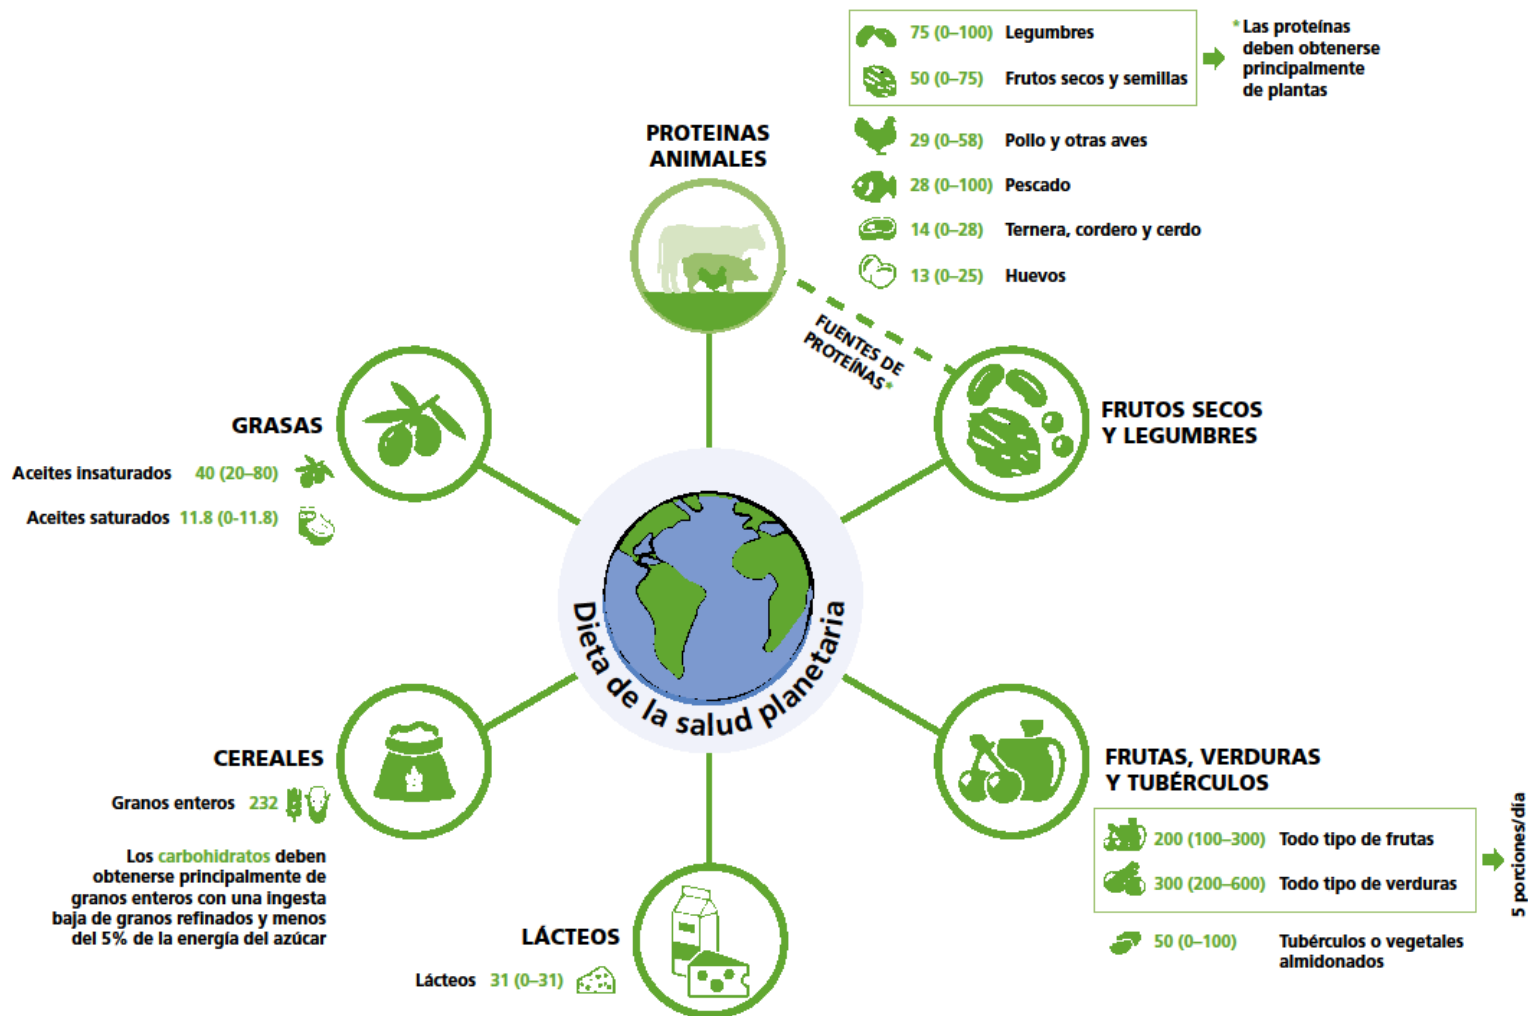 75 (0–100) Legumbres
50 (0–75) Frutos secos y semillas
* Las proteínas
deben obtenerse
principalmente
de plantas
29 (0–58) Pollo y otras aves
28 (0–100) Pescado
14 (0–28) Ternera, cordero y cerdo
13 (0–25) Huevos
PROTEINAS
ANIMALES
FUENTES DE
PROTEÍNAS*
FRUTOS SECOS
Y LEGUMBRES
GRASAS
Aceites insaturados 40 (20–80)
Aceites saturados 11.8 (0-11.8)
Dieta de la salud planetaria
CEREALES
Granos enteros 232
Los carbohidratos deben
obtenerse principalmente de
granos enteros con una ingesta
baja de granos refinados y menos
del 5% de la energía del azúcar
FRUTAS, VERDURAS
Y TUBÉRCULOS
200 (100–300) Todo tipo de frutas
300 (200–600) Todo tipo de verduras
5 porciones/día
50 (0–100) Tubérculos o vegetales
almidonados
LÁCTEOS
Lácteos 31 (0–31)